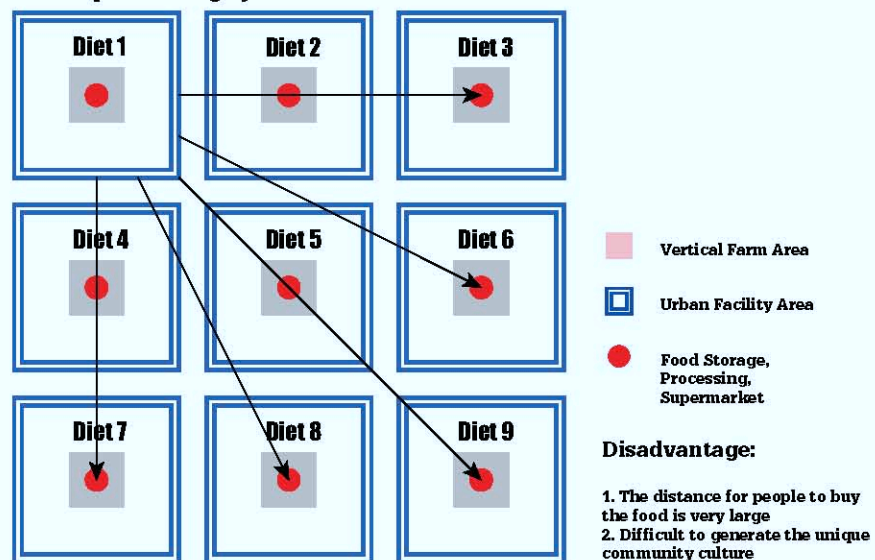 Diet 1
Diet 2
Diet 3
Diet 4
Diet 5
Diet 6
Diet 7
Diet 8
Diet 9
Vertical Farm Area
Urban Facility Area
Food Storage,
Processing,
Supermarket
Disadvantage:
1. The distance for people to buy
the food is very large
2. Difficult to generate the unique
community culture